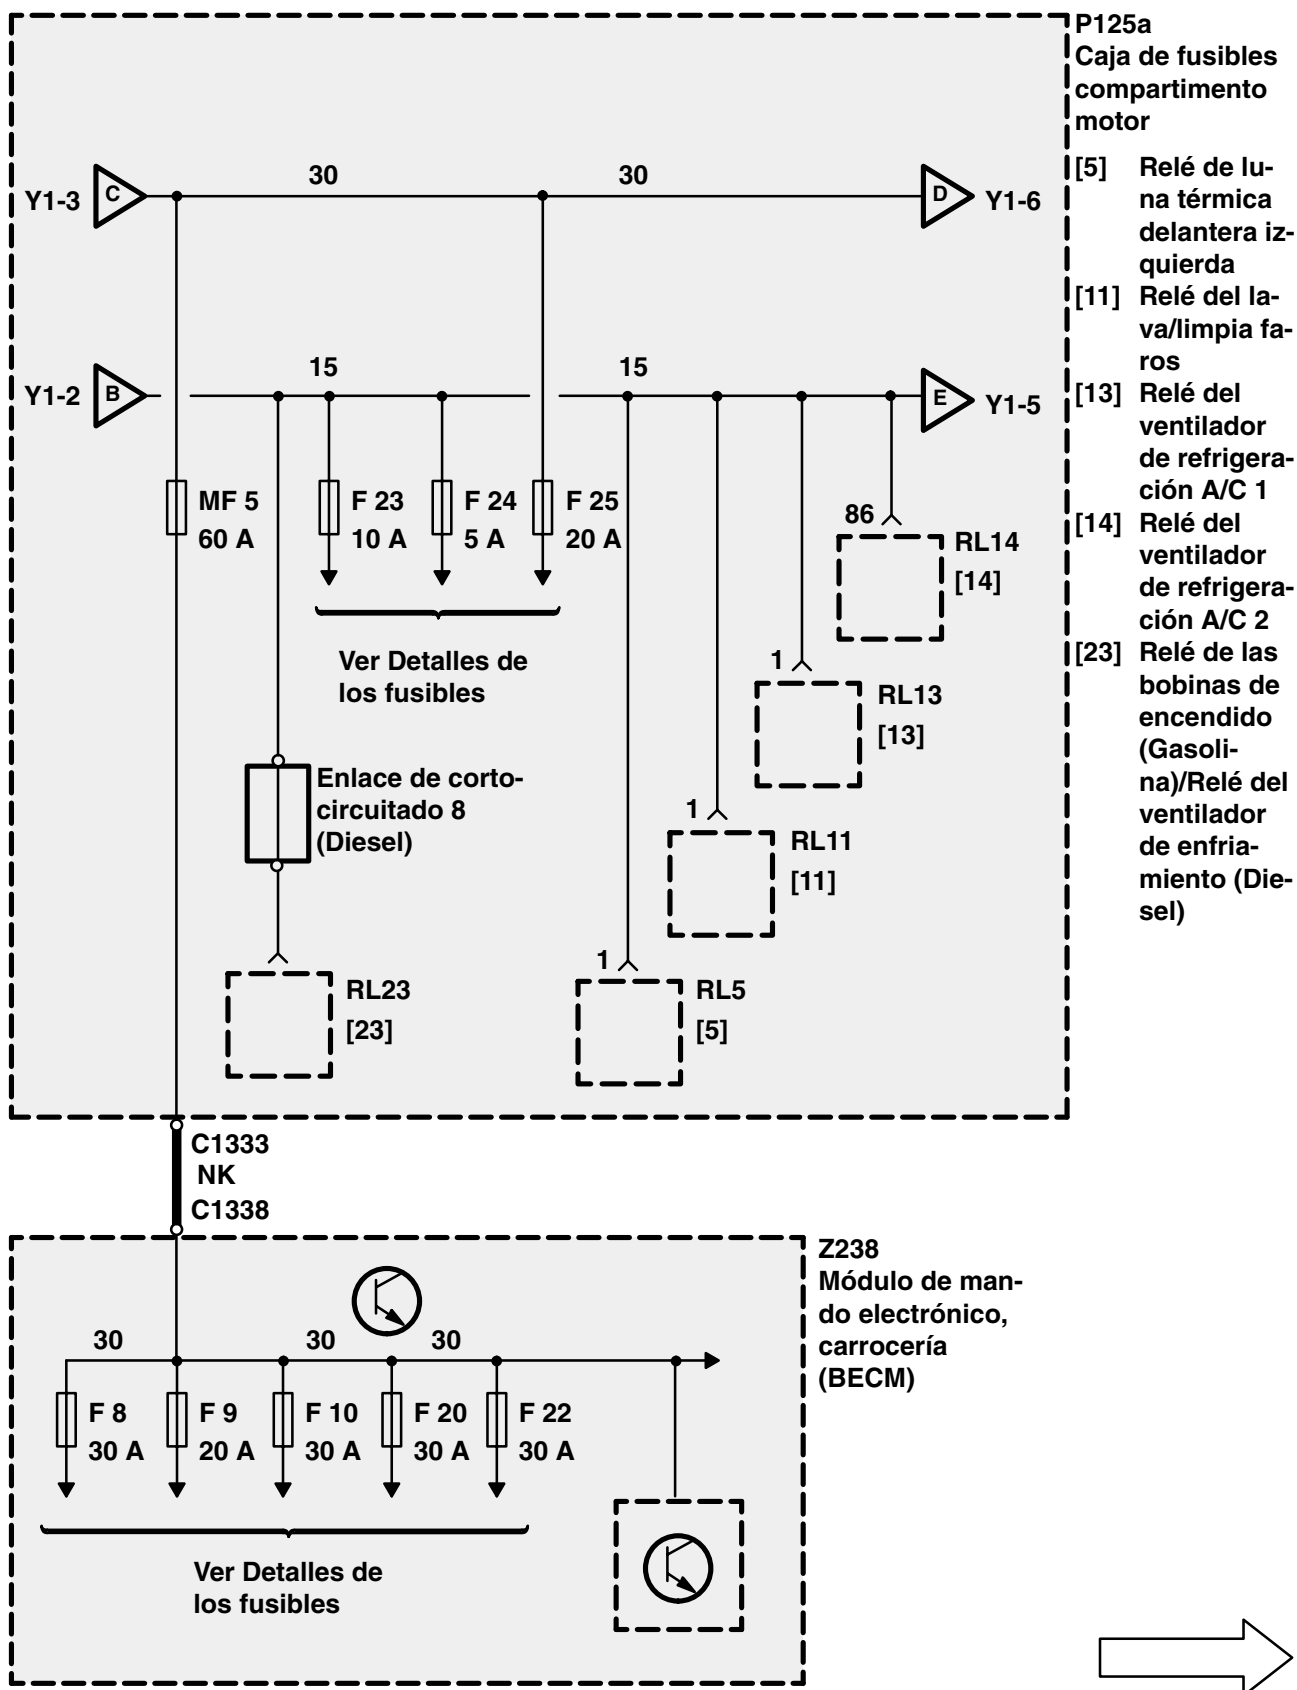 P125a
Caja de fusibles
compartimento
motor
[5] Relé de lu-
na térmica
delantera iz-
quierda
[11] Relé del la-
va/limpia fa-
ros
[13] Relé del
ventilador
de refrigera-
ción A/C 1
[14] Relé del
ventilador
de refrigera-
ción A/C 2
[23] Relé de las
bobinas de
encendido
(Gasoli-
na)/Relé del
ventilador
de enfria-
miento (Die-
sel)
30 30
Y1-3 C D Y1-6
15 15
Y1-2 B E Y1-5
MF 5
60 A
F 23
10 A
F 24
5 A
F 25
20 A
Ver Detalles de
los fusibles
86
RL14
[14]
1
RL13
[13]
Enlace de corto-
circuitado 8
(Diesel)
1
RL11
[11]
RL23
[23]
1
RL5
[5]
C1333
NK
C1338
Z238
Módulo de man-
do electrónico,
carrocería
(BECM)
30 30 30
F 8
30 A
F 9
20 A
F 10
30 A
F 20
30 A
F 22
30 A
Ver Detalles de
los fusibles